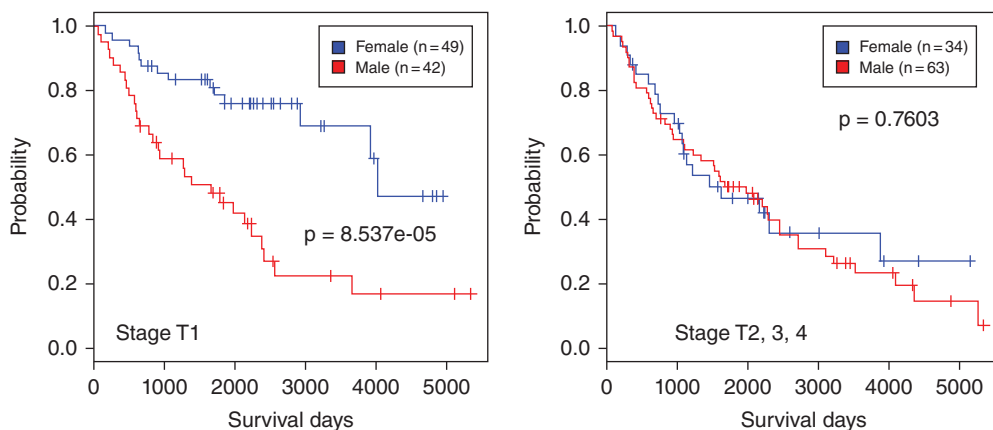 1.0
0.8
0.6
0.4
0.2
0.0
Probability
Female (n=49)
Male (n=42)
p = 8.537e-05
Stage T1
0 1000 2000 3000 4000 5000
Survival days
1.0
0.8
0.6
0.4
0.2
0.0
Probability
Female (n=34)
Male (n=63)
p = 0.7603
Stage T2, 3, 4
0 1000 2000 3000 4000 5000
Survival days